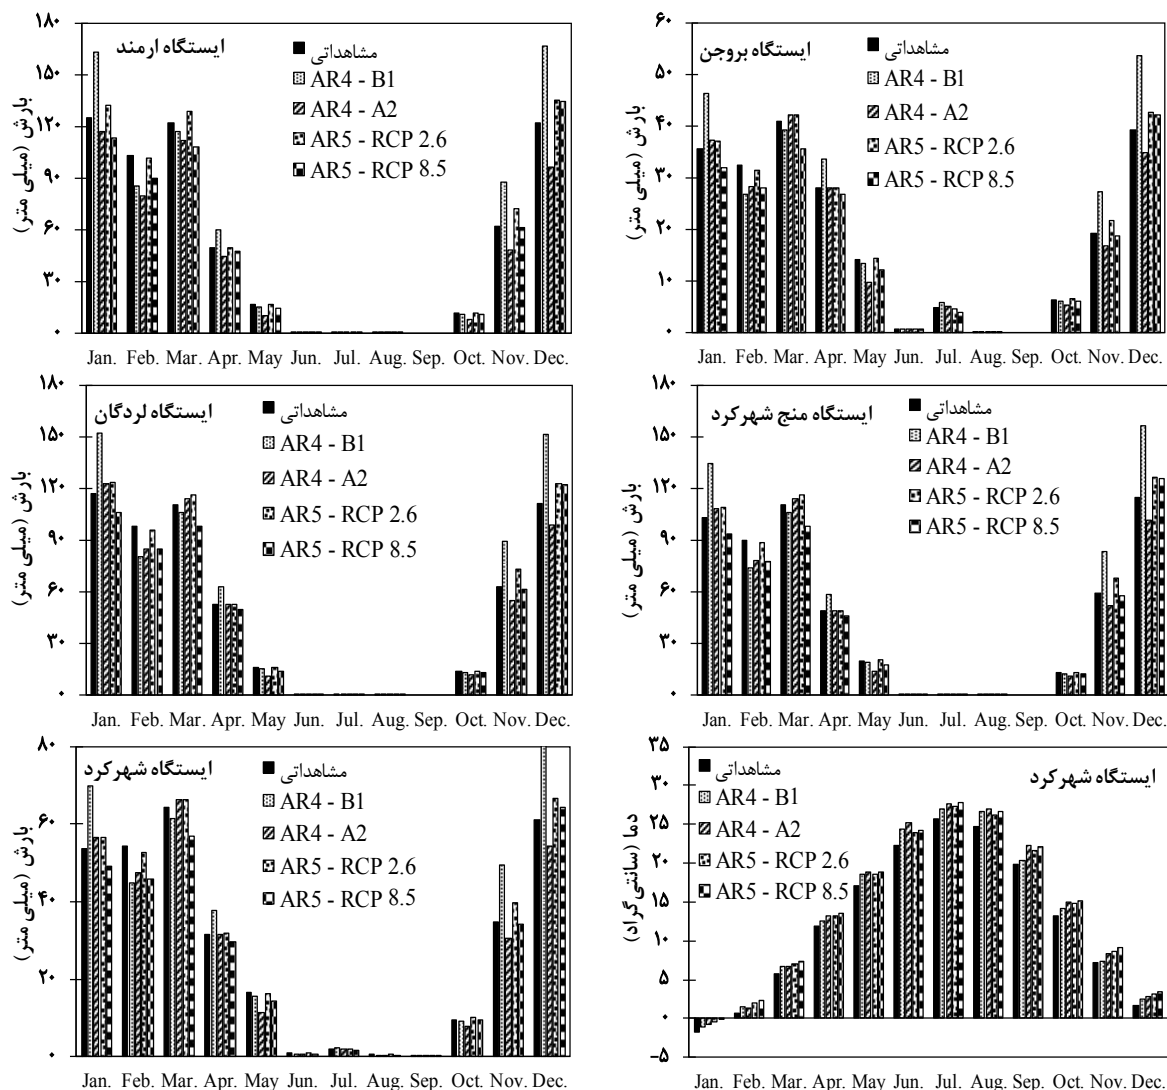 ایستگاه ارمند
بارش (میلی متر)
۱۸۰
۱۵۰
۱۲۰
۹۰
۶۰
۳۰
۰
مشاهداتی
AR4 - B1
AR4 - A2
AR5 - RCP 2.6
AR5 - RCP 8.5
Jan. Feb. Mar. Apr. May Jun. Jul. Aug. Sep. Oct. Nov. Dec.
ایستگاه بروجن
بارش (میلی متر)
۶۰
۵۰
۴۰
۳۰
۲۰
۱۰
۰
مشاهداتی
AR4 - B1
AR4 - A2
AR5 - RCP 2.6
AR5 - RCP 8.5
Jan. Feb. Mar. Apr. May Jun. Jul. Aug. Sep. Oct. Nov. Dec.
ایستگاه لردگان
بارش (میلی متر)
۱۸۰
۱۵۰
۱۲۰
۹۰
۶۰
۳۰
۰
مشاهداتی
AR4 - B1
AR4 - A2
AR5 - RCP 2.6
AR5 - RCP 8.5
Jan. Feb. Mar. Apr. May Jun. Jul. Aug. Sep. Oct. Nov. Dec.
ایستگاه منج شهرکرد
بارش (میلی متر)
۱۸۰
۱۵۰
۱۲۰
۹۰
۶۰
۳۰
۰
مشاهداتی
AR4 - B1
AR4 - A2
AR5 - RCP 2.6
AR5 - RCP 8.5
Jan. Feb. Mar. Apr. May Jun. Jul. Aug. Sep. Oct. Nov. Dec.
ایستگاه شهرکرد
بارش (میلی متر)
۸۰
۶۰
۴۰
۲۰
۰
مشاهداتی
AR4 - B1
AR4 - A2
AR5 - RCP 2.6
AR5 - RCP 8.5
Jan. Feb. Mar. Apr. May Jun. Jul. Aug. Sep. Oct. Nov. Dec.
ایستگاه شهرکرد
دما (سانتی گراد)
۳۵
۳۰
۲۵
۲۰
۱۵
۱۰
۵
۰
-۵
مشاهداتی
AR4 - B1
AR4 - A2
AR5 - RCP 2.6
AR5 - RCP 8.5
Jan. Feb. Mar. Apr. May Jun. Jul. Aug. Sep. Oct. Nov. Dec.